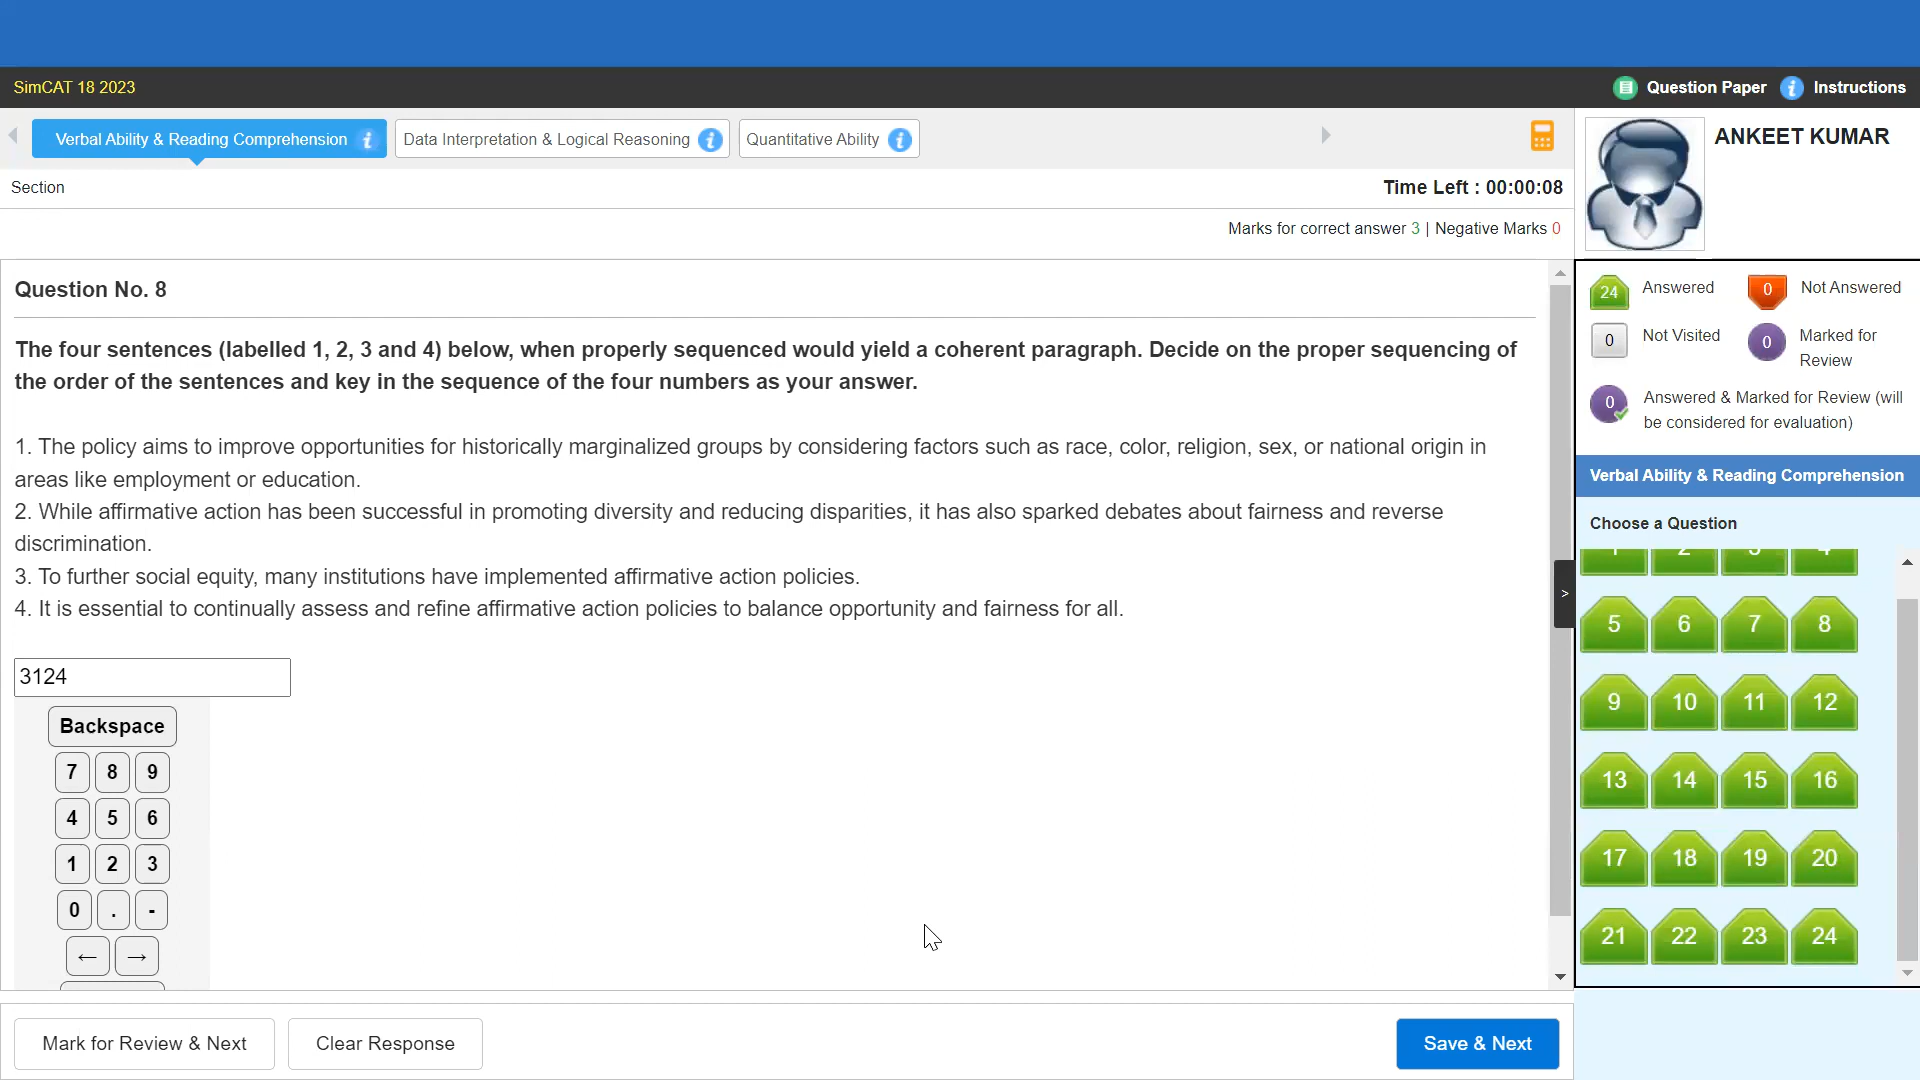 SimCAT 18 2023
Question Paper
Instructions
Verbal Ability & Reading Comprehension
Data Interpretation & Logical Reasoning
Quantitative Ability
ANKEET KUMAR
Section
Time Left : 00:00:08
Marks for correct answer 3 | Negative Marks 0
Question No. 8
The four sentences (labelled 1, 2, 3 and 4) below, when properly sequenced would yield a coherent paragraph. Decide on the proper sequencing of
the order of the sentences and key in the sequence of the four numbers as your answer.
1. The policy aims to improve opportunities for historically marginalized groups by considering factors such as race, color, religion, sex, or national origin in
areas like employment or education.
2. While affirmative action has been successful in promoting diversity and reducing disparities, it has also sparked debates about fairness and reverse
discrimination.
3. To further social equity, many institutions have implemented affirmative action policies.
4. It is essential to continually assess and refine affirmative action policies to balance opportunity and fairness for all.
3124
Backspace
7 8 9
4 5 6
1 2 3
0 . -
← →
Mark for Review & Next
Clear Response
Save & Next
24 Answered
0 Not Answered
0 Not Visited
0 Marked for
Review
0 Answered & Marked for Review (will
be considered for evaluation)
Verbal Ability & Reading Comprehension
Choose a Question
>
1 2 3 4
5 6 7 8
9 10 11 12
13 14 15 16
17 18 19 20
21 22 23 24